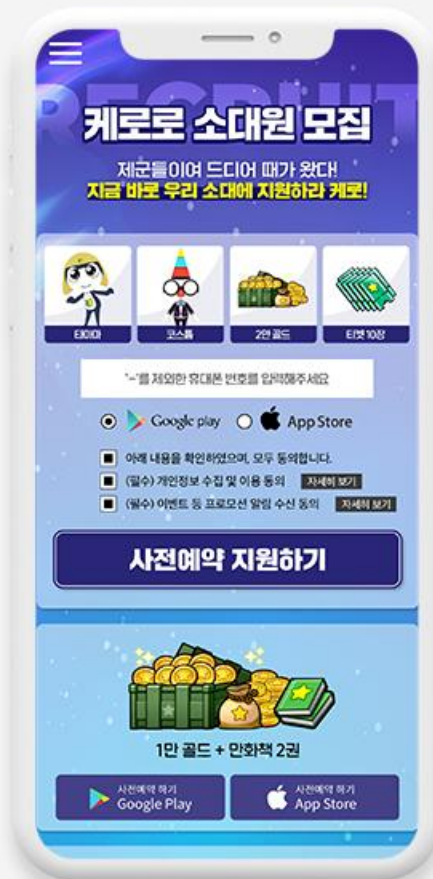 RECRUIT
케로로 소대원 모집
제군들이여 드디어 때가 왔다!
지금 바로 우리 소대에 지원하라 케로!
타마마
코스튬
2만 골드
티켓 10장
"-"를 제외한 휴대폰 번호를 입력해주세요
Google play
App Store
아래 내용을 확인하였으며, 모두 동의합니다.
(필수) 개인정보 수집 및 이용 동의 자세히 보기
(필수) 이벤트 등 프로모션 알림 수신 동의 자세히 보기
사전예약 지원하기
1만 골드 + 만화책 2권
사전예약 하기
Google Play
사전예약 하기
App Store